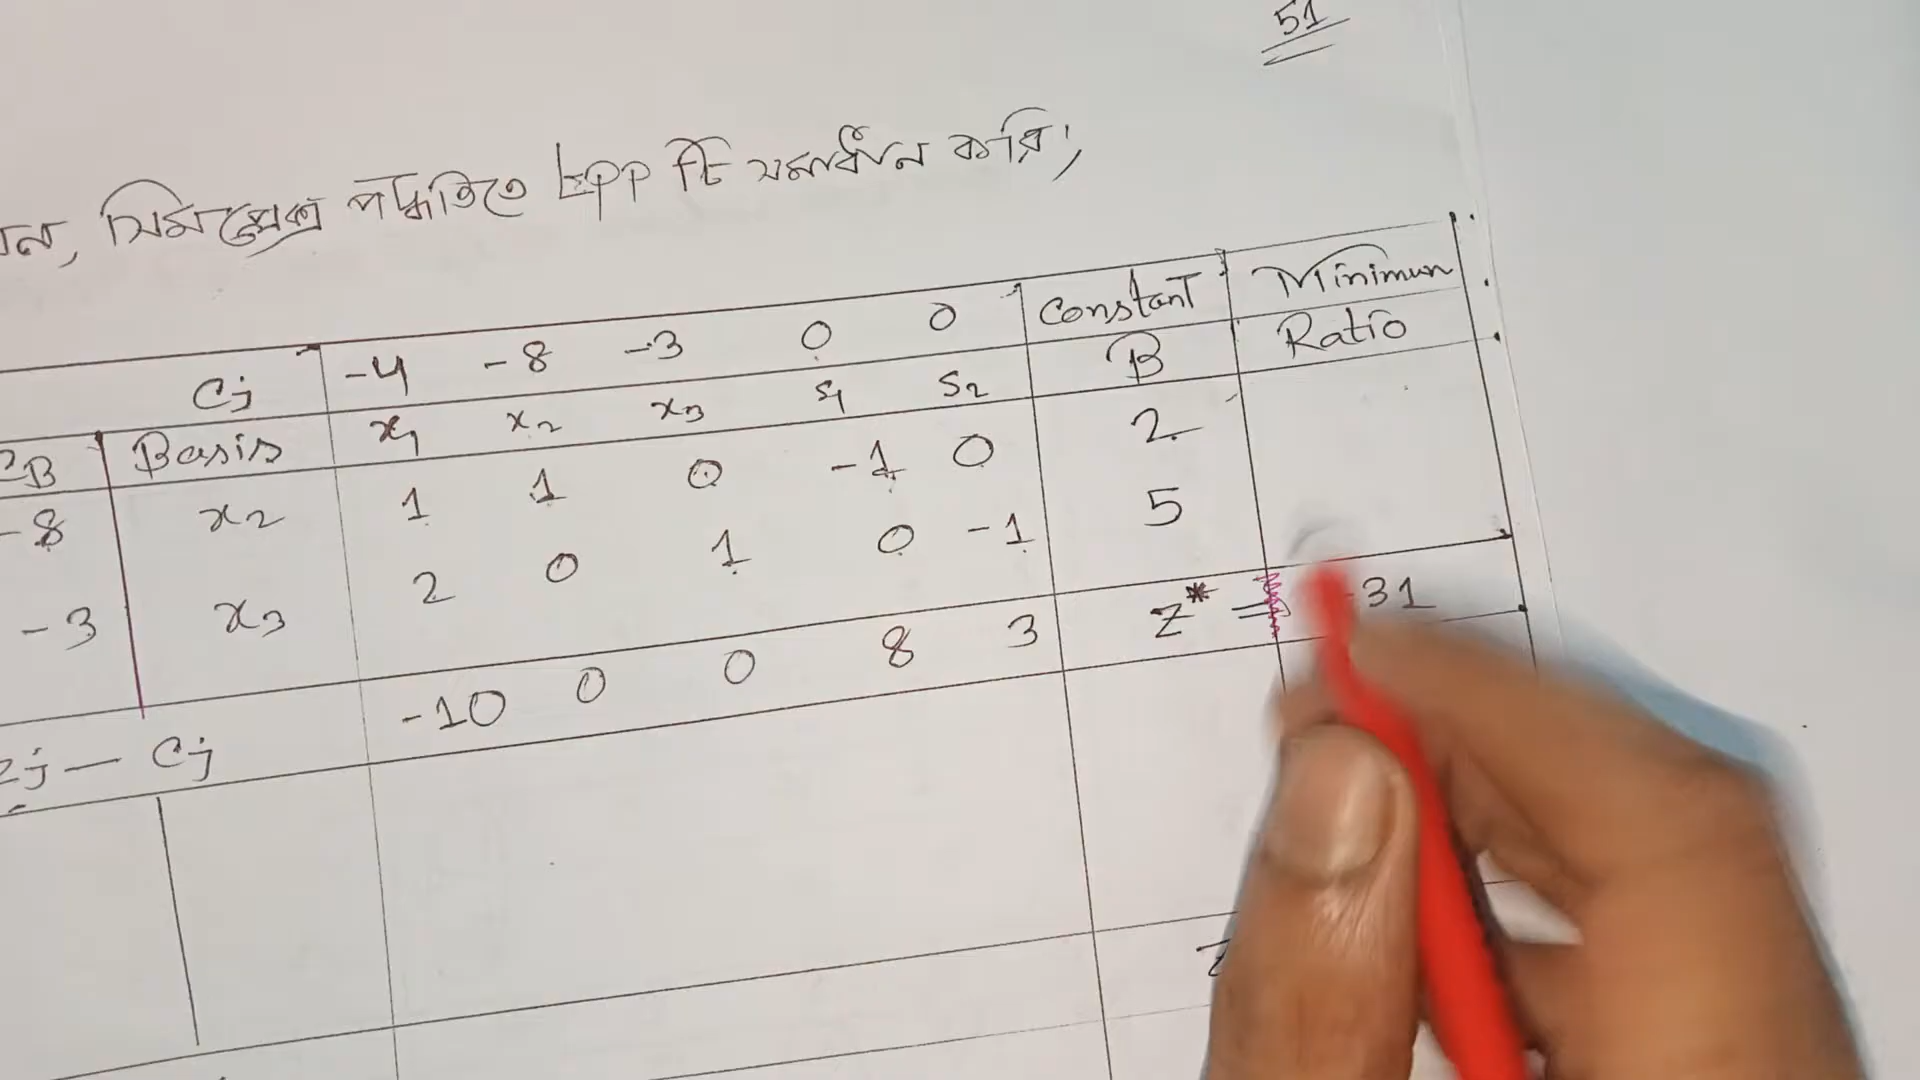 51
সিমপ্লেক্স পদ্ধতিতে LPP টি সমাধান করি,
Cj -4 -8 -3 0 0 Constant Minimun
CB Basis x1 x2 x3 s1 s2 B Ratio
-8 x2 1 1 0 -1 0 2
-3 x3 2 0 1 0 -1 5
zj — Cj -10 0 0 8 3 z* = -31
z